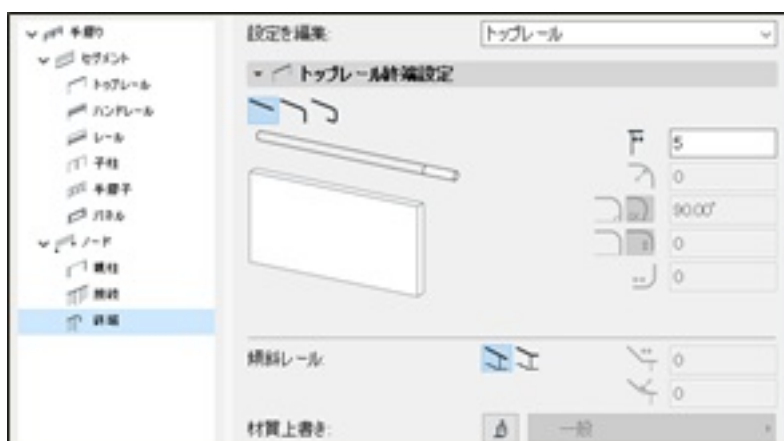 手摺り
セグメント
トップレール
ハンドレール
レール
子柱
手摺子
パネル
ノード
親柱
接続
終端
設定を編集:
トップレール
トップレール終端設定
5
0
90.00°
0
0
傾斜レール:
0
0
材質上書き:
一般